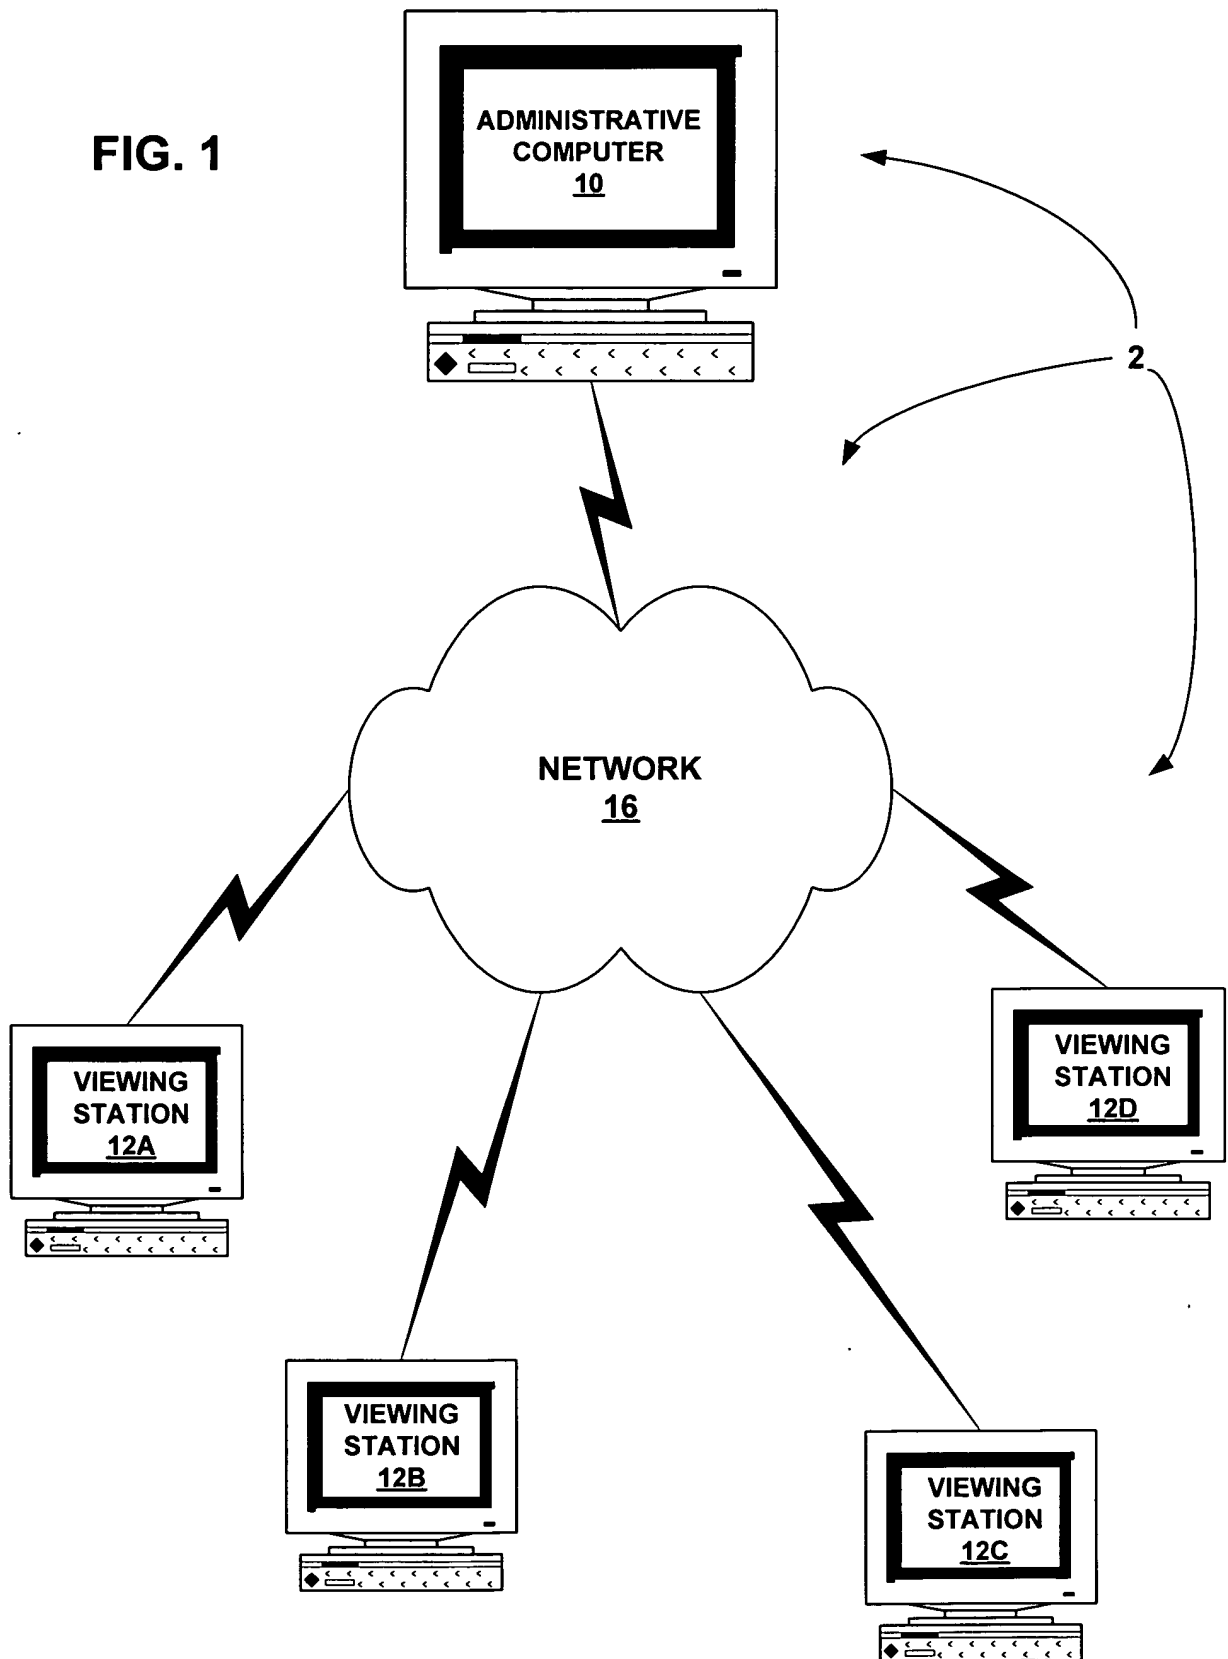 FIG. 1
ADMINISTRATIVE
COMPUTER
10
2
NETWORK
16
VIEWING
STATION
12A
VIEWING
STATION
12D
VIEWING
STATION
12B
VIEWING
STATION
12C